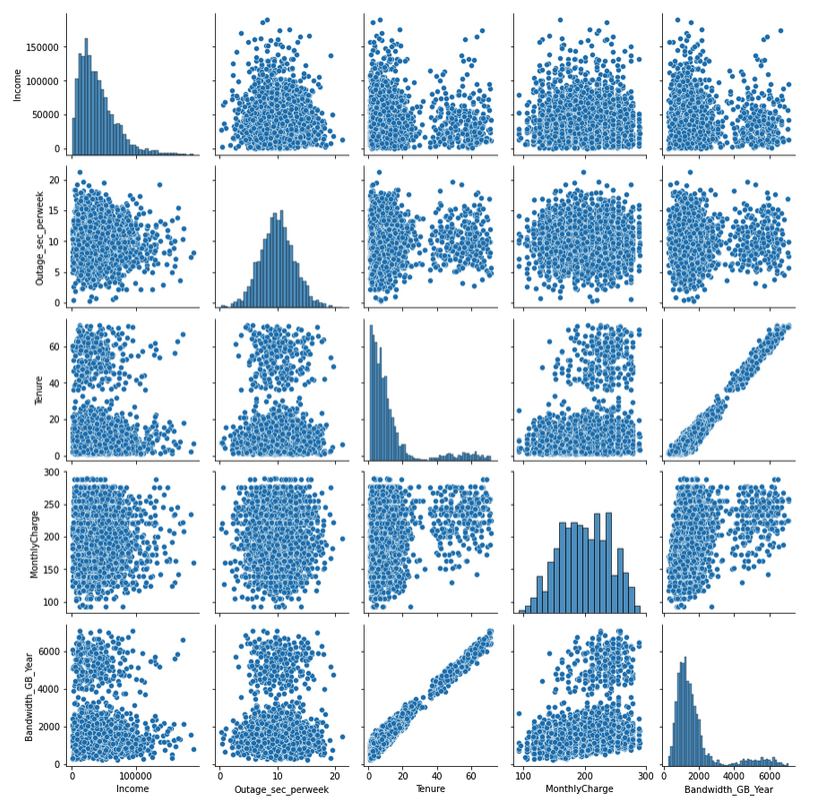 Income
150000
100000
50000
0
Outage_sec_perweek
20
15
10
5
0
Tenure
60
40
20
0
MonthlyCharge
300
250
200
150
100
Bandwidth_GB_Year
6000
4000
2000
0
0 100000
Income
0 10 20
Outage_sec_perweek
0 20 40 60
Tenure
100 200 300
MonthlyCharge
0 2000 4000 6000
Bandwidth_GB_Year